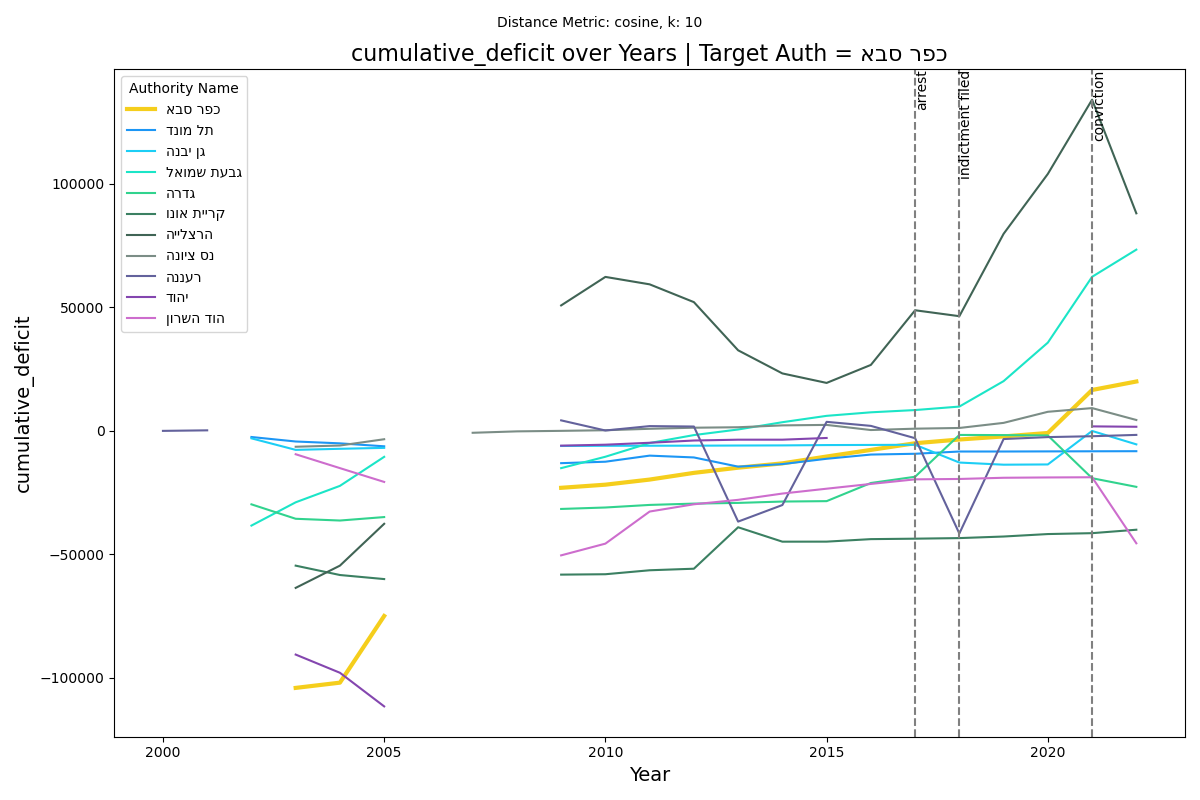 Distance Metric: cosine, k: 10
cumulative_deficit over Years | Target Auth = כפר סבא
Authority Name
כפר סבא
תל מונד
גן יבנה
גבעת שמואל
גדרה
קריית אונו
הרצלייה
נס ציונה
רעננה
יהוד
הוד השרון
arrest
indictment filed
conviction
cumulative_deficit
100000
50000
0
−50000
−100000
2000
2005
2010
2015
2020
Year